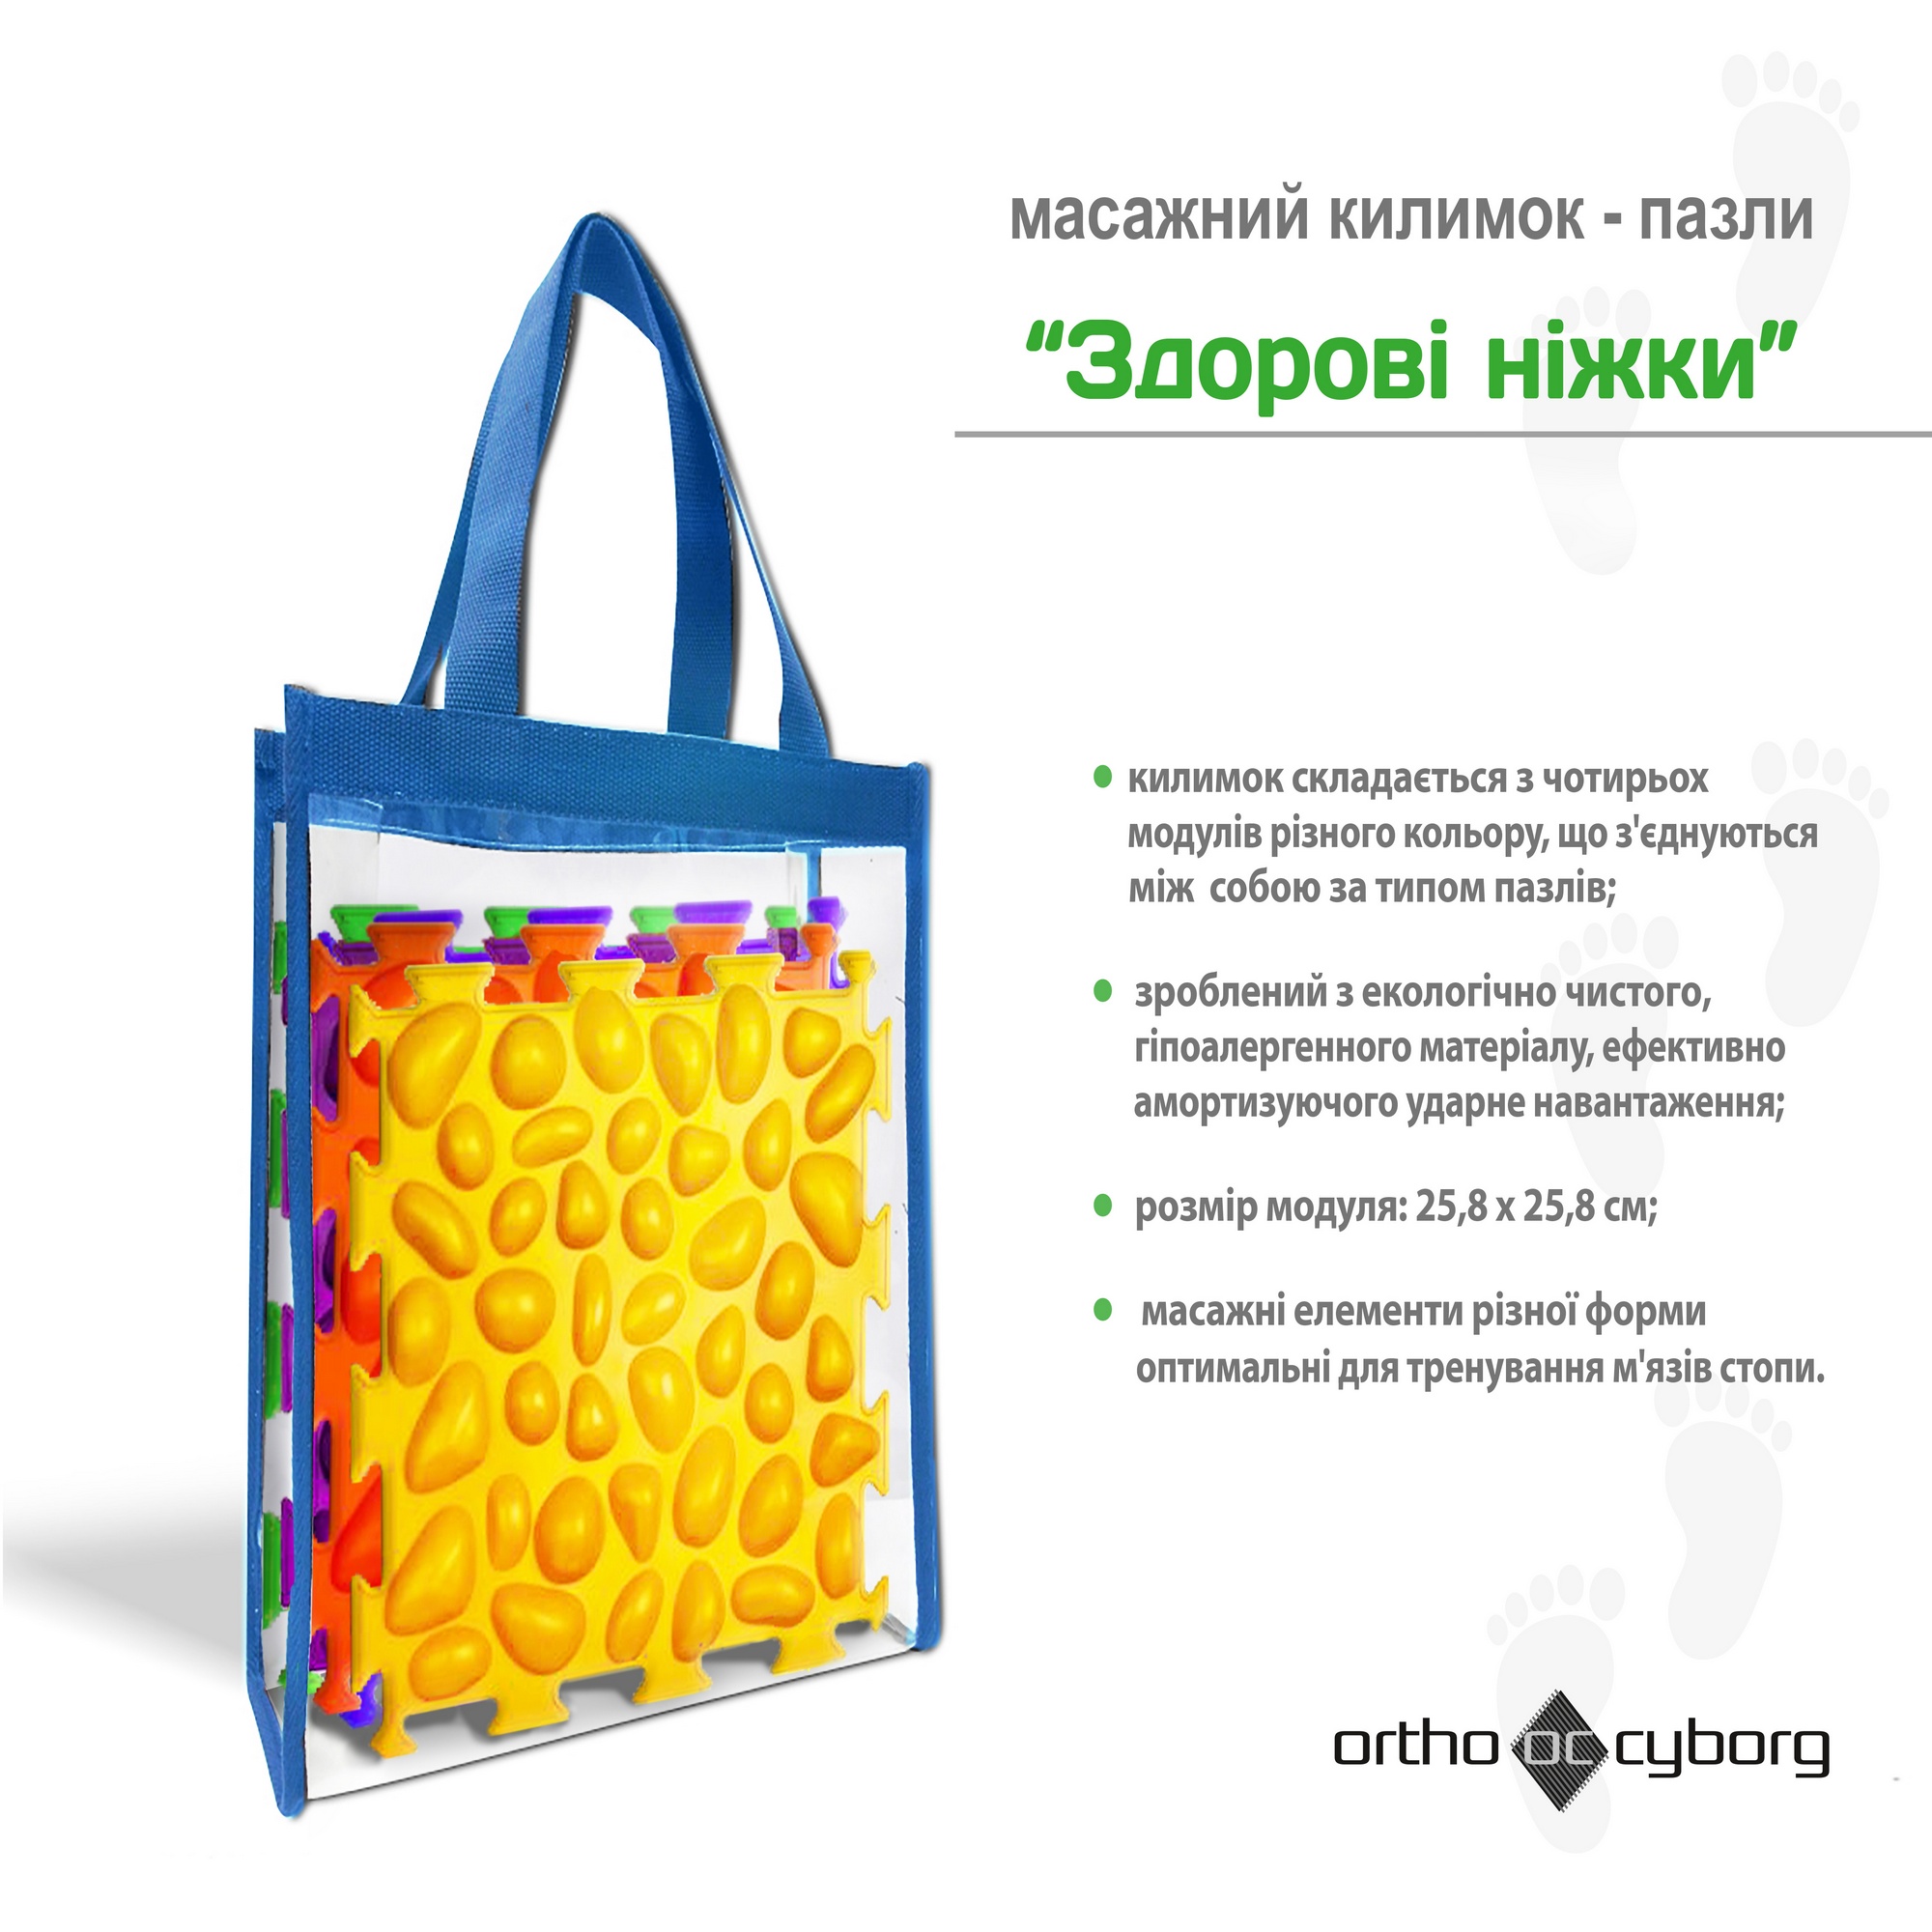 масажний килимок - пазли
“Здорові ніжки”
килимок складається з чотирьох
модулів різного кольору, що з'єднуються
між собою за типом пазлів;
зроблений з екологічно чистого,
гіпоалергенного матеріалу, ефективно
амортизуючого ударне навантаження;
розмір модуля: 25,8 х 25,8 см;
масажні елементи різної форми
оптимальні для тренування м'язів стопи.
ortho oc cyborg